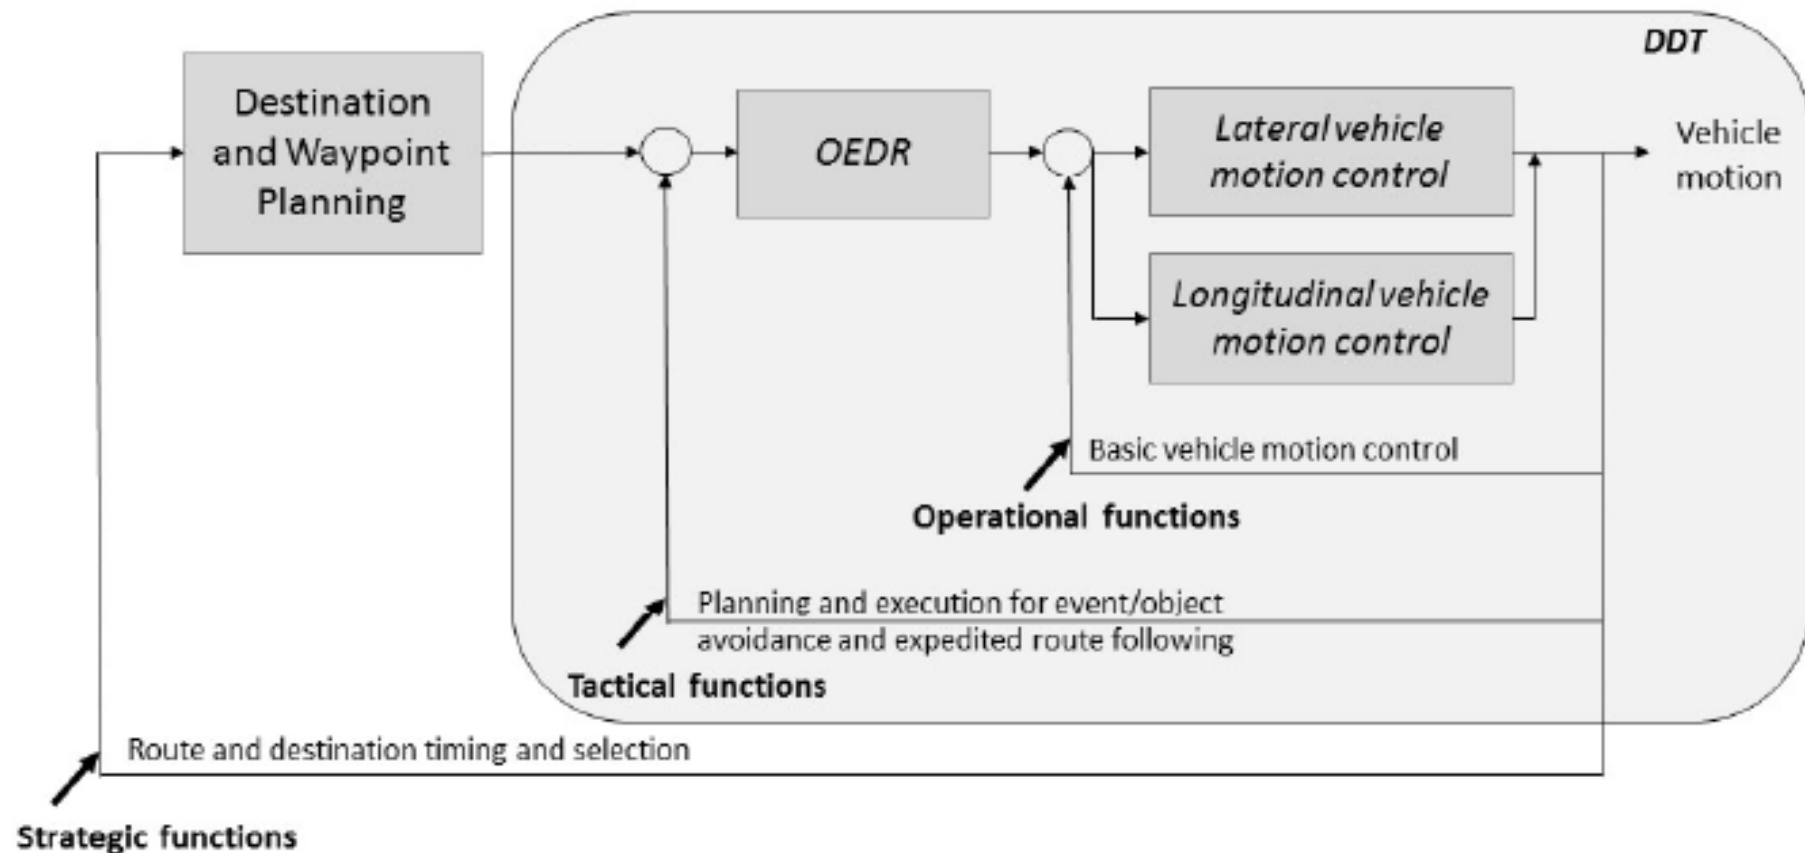 DDT
Destination
and Waypoint
Planning
OEDR
Lateral vehicle
motion control
Vehicle
motion
Longitudinal vehicle
motion control
Basic vehicle motion control
Operational functions
Planning and execution for event/object
avoidance and expedited route following
Tactical functions
Route and destination timing and selection
Strategic functions